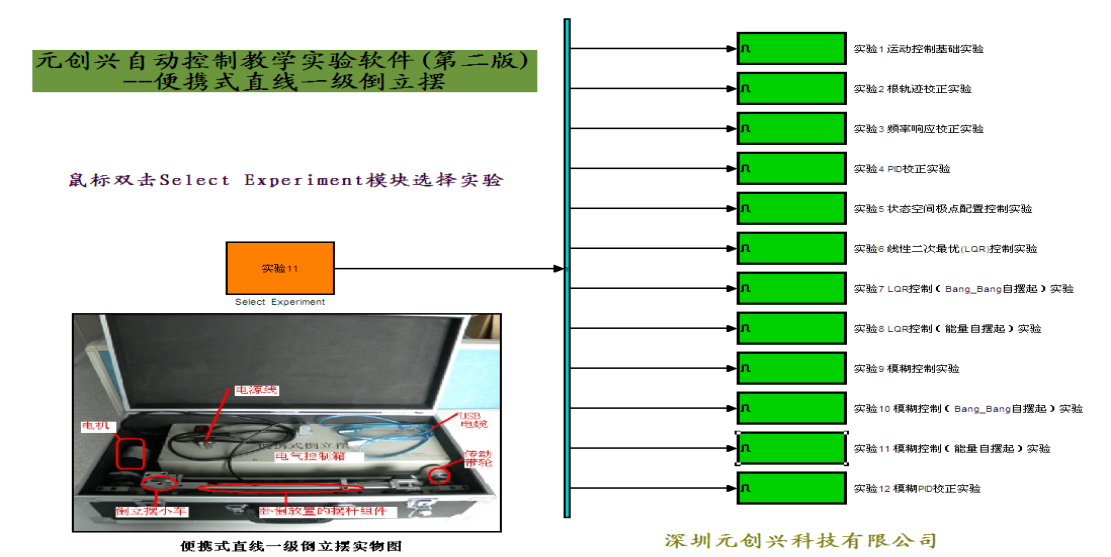 元创兴自动控制教学实验软件(第二版)
--便携式直线一级倒立摆
鼠标双击Select Experiment模块选择实验
实验11
Select Experiment
电源线
电机
USB
电缆
便携式倒立摆
电气控制箱
传动
带轮
倒立摆小车
卧倒放置的摆杆组件
便携式直线一级倒立摆实物图
实验1 运动控制基础实验
实验2 根轨迹校正实验
实验3 频率响应校正实验
实验4 PID校正实验
实验5 状态空间极点配置控制实验
实验6 线性二次最优(LQR)控制实验
实验7 LQR控制(Bang_Bang自摆起)实验
实验8 LQR控制(能量自摆起)实验
实验9 模糊控制实验
实验10 模糊控制(Bang_Bang自摆起)实验
实验11 模糊控制(能量自摆起)实验
实验12 模糊PID校正实验
深圳元创兴科技有限公司